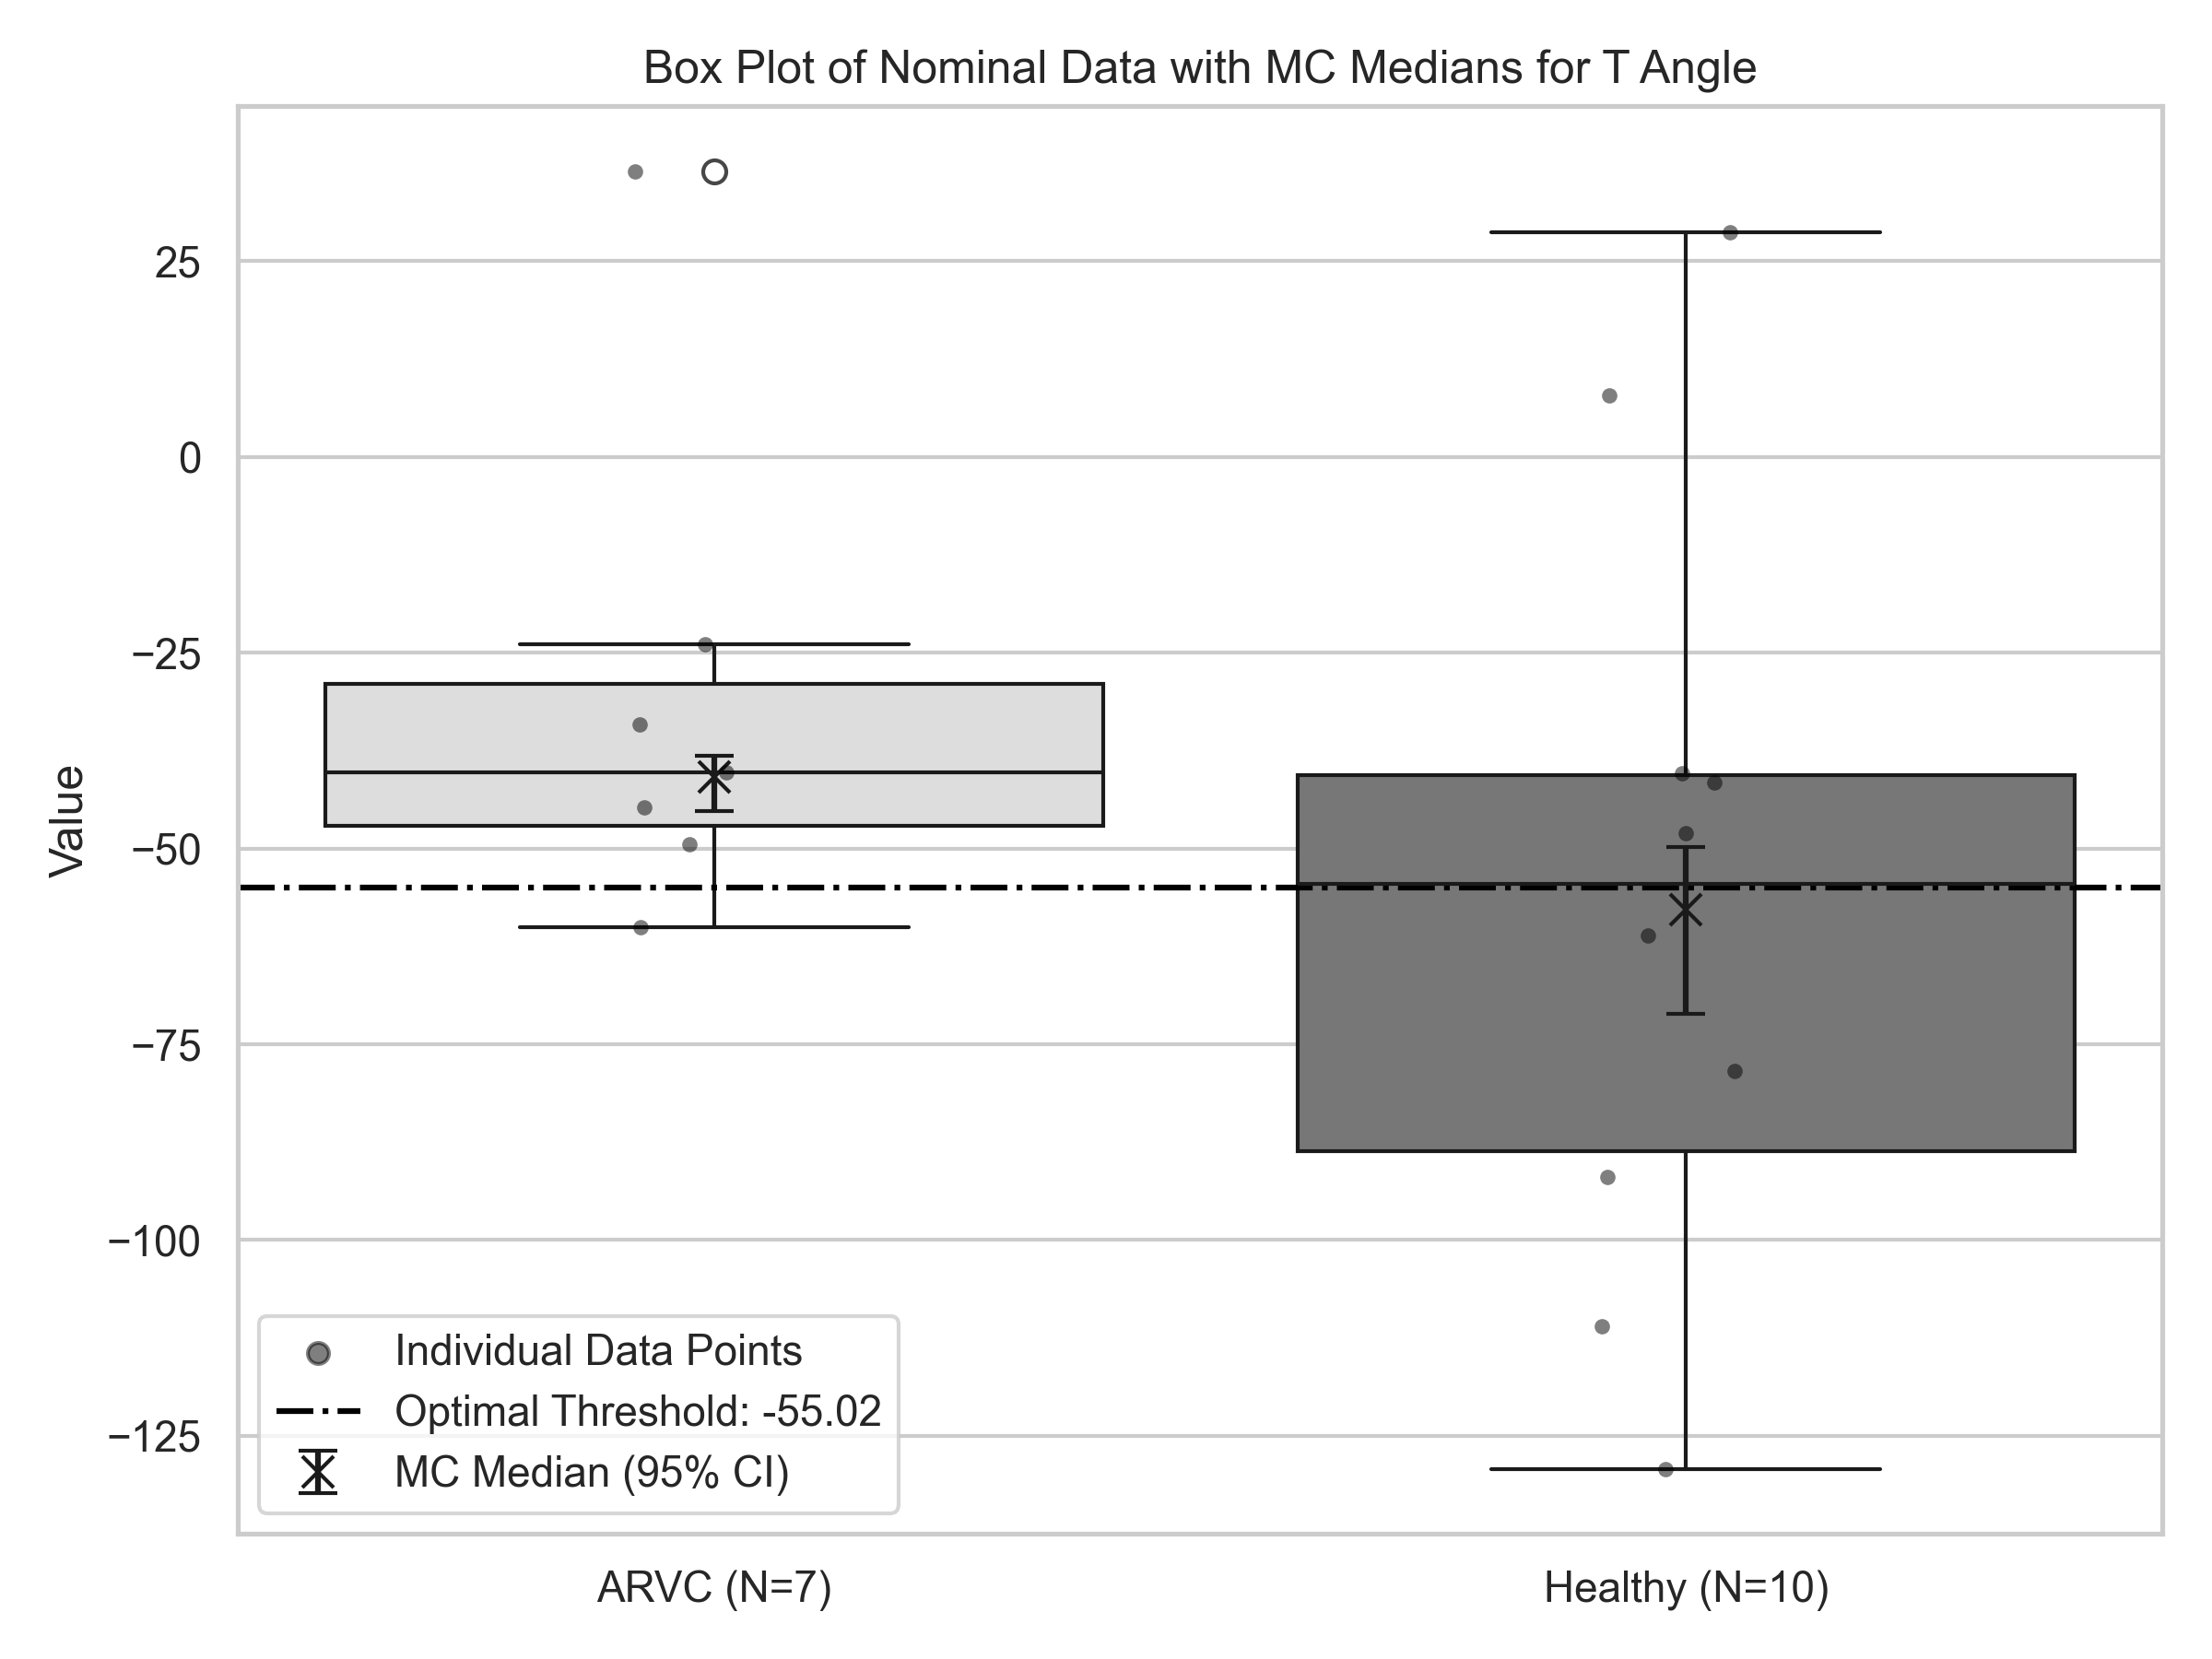 Box Plot of Nominal Data with MC Medians for T Angle
Value
25
0
−25
−50
−75
−100
−125
Individual Data Points
Optimal Threshold: -55.02
MC Median (95% CI)
ARVC (N=7)
Healthy (N=10)